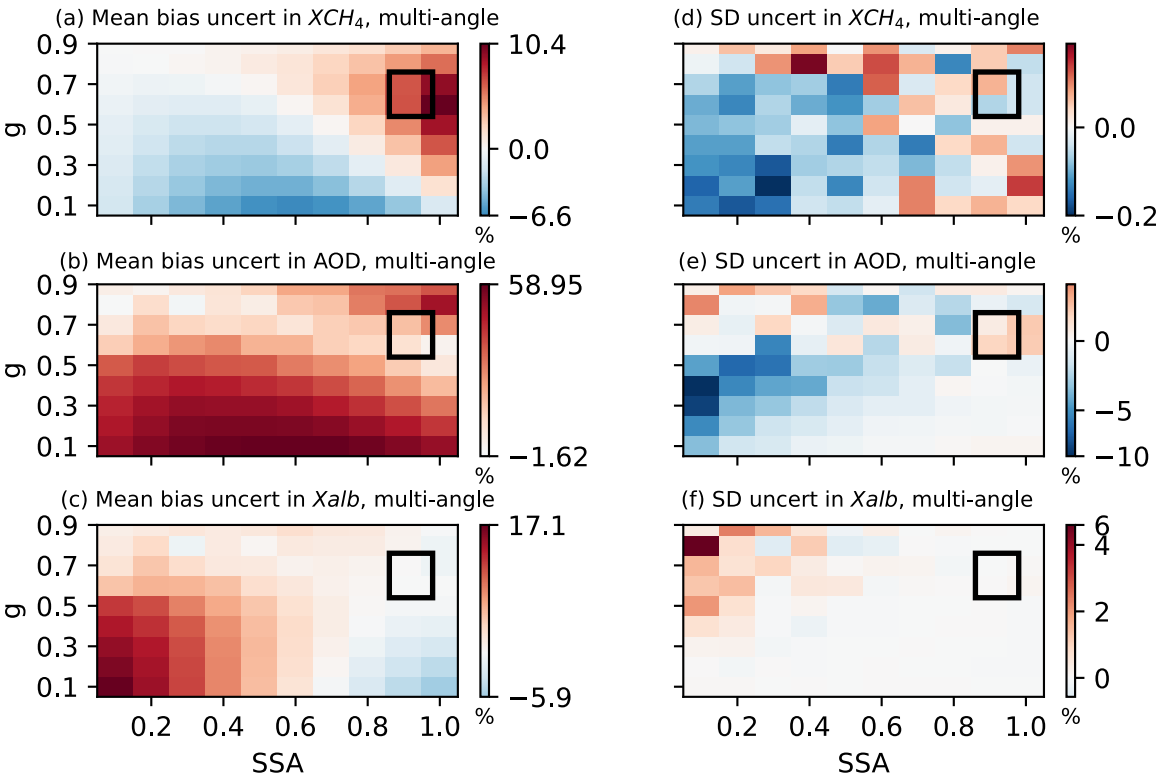 (a) Mean bias uncert in XCH₄, multi-angle
g
0.9
0.7
0.5
0.3
0.1
10.4
0.0
−6.6
%
(d) SD uncert in XCH₄, multi-angle
0.0
−0.2
%
(b) Mean bias uncert in AOD, multi-angle
g
0.9
0.7
0.5
0.3
0.1
58.95
−1.62
%
(e) SD uncert in AOD, multi-angle
0
−5
−10
%
(c) Mean bias uncert in Xalb, multi-angle
g
0.9
0.7
0.5
0.3
0.1
0.2 0.4 0.6 0.8 1.0
SSA
17.1
−5.9
%
(f) SD uncert in Xalb, multi-angle
0.2 0.4 0.6 0.8 1.0
SSA
6
4
2
0
%